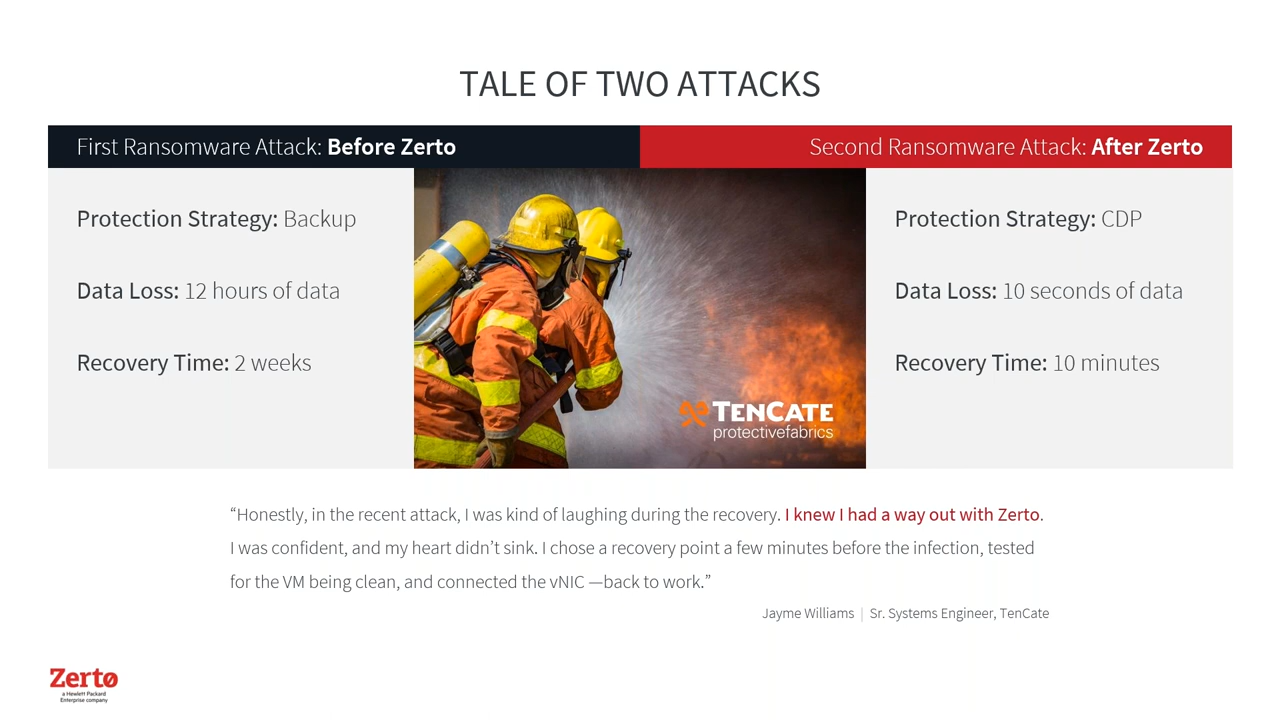 TALE OF TWO ATTACKS
First Ransomware Attack: Before Zerto
Second Ransomware Attack: After Zerto
Protection Strategy: Backup
Data Loss: 12 hours of data
Recovery Time: 2 weeks
TENCATE
protectivefabrics
Protection Strategy: CDP
Data Loss: 10 seconds of data
Recovery Time: 10 minutes
“Honestly, in the recent attack, I was kind of laughing during the recovery. I knew I had a way out with Zerto.
I was confident, and my heart didn’t sink. I chose a recovery point a few minutes before the infection, tested
for the VM being clean, and connected the vNIC —back to work.”
Jayme Williams | Sr. Systems Engineer, TenCate
Zerto
a Hewlett Packard
Enterprise company